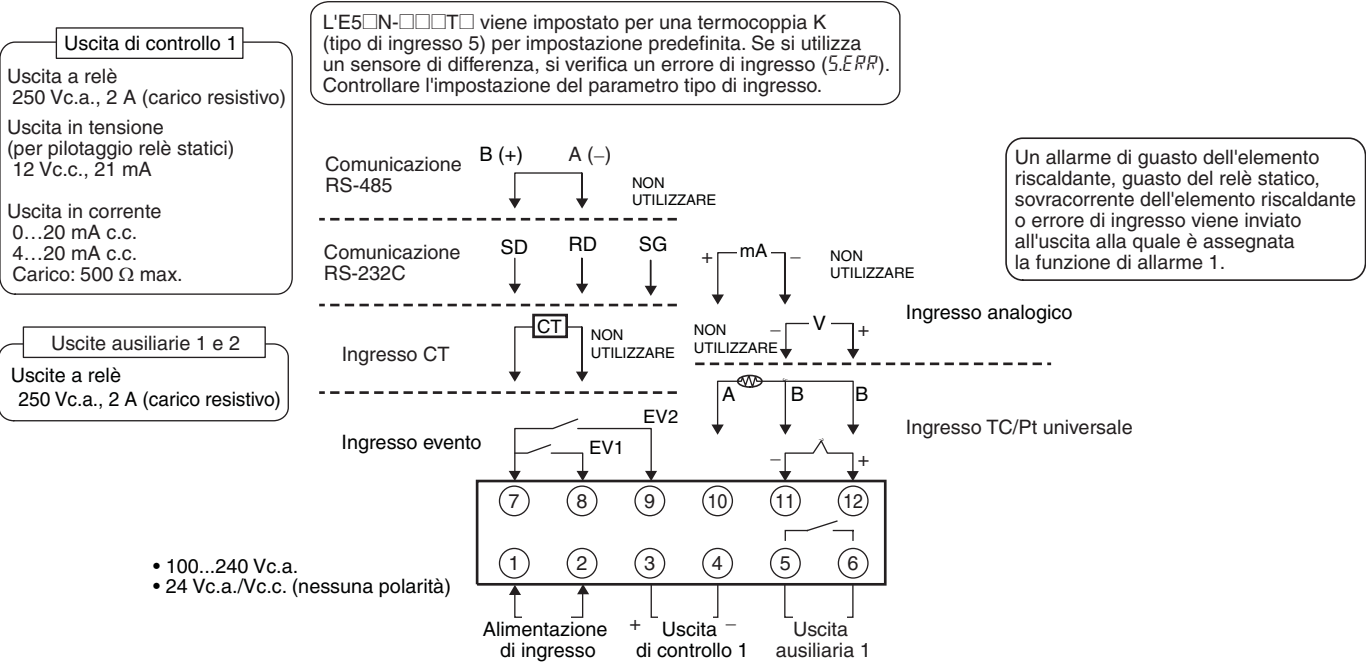 Uscita di controllo 1
Uscita a relè
250 Vc.a., 2 A (carico resistivo)
Uscita in tensione
(per pilotaggio relè statici)
12 Vc.c., 21 mA
Uscita in corrente
0...20 mA c.c.
4...20 mA c.c.
Carico: 500 Ω max.
Uscite ausiliarie 1 e 2
Uscite a relè
250 Vc.a., 2 A (carico resistivo)
L'E5□N-□□□T□ viene impostato per una termocoppia K
(tipo di ingresso 5) per impostazione predefinita. Se si utilizza
un sensore di differenza, si verifica un errore di ingresso (S.ERR).
Controllare l'impostazione del parametro tipo di ingresso.
Un allarme di guasto dell'elemento
riscaldante, guasto del relè statico,
sovracorrente dell'elemento riscaldante
o errore di ingresso viene inviato
all'uscita alla quale è assegnata
la funzione di allarme 1.
Comunicazione
RS-485
B (+) A (−)
NON
UTILIZZARE
Comunicazione
RS-232C
SD RD SG
+ mA −
NON
UTILIZZARE
Ingresso analogico
Ingresso CT
CT
NON
UTILIZZARE
NON
UTILIZZARE
− V +
A B B
Ingresso TC/Pt universale
Ingresso evento
EV2
EV1
− +
7 8 9 10 11 12
1 2 3 4 5 6
• 100...240 Vc.a.
• 24 Vc.a./Vc.c. (nessuna polarità)
Alimentazione
di ingresso
+ Uscita −
di controllo 1
Uscita
ausiliaria 1